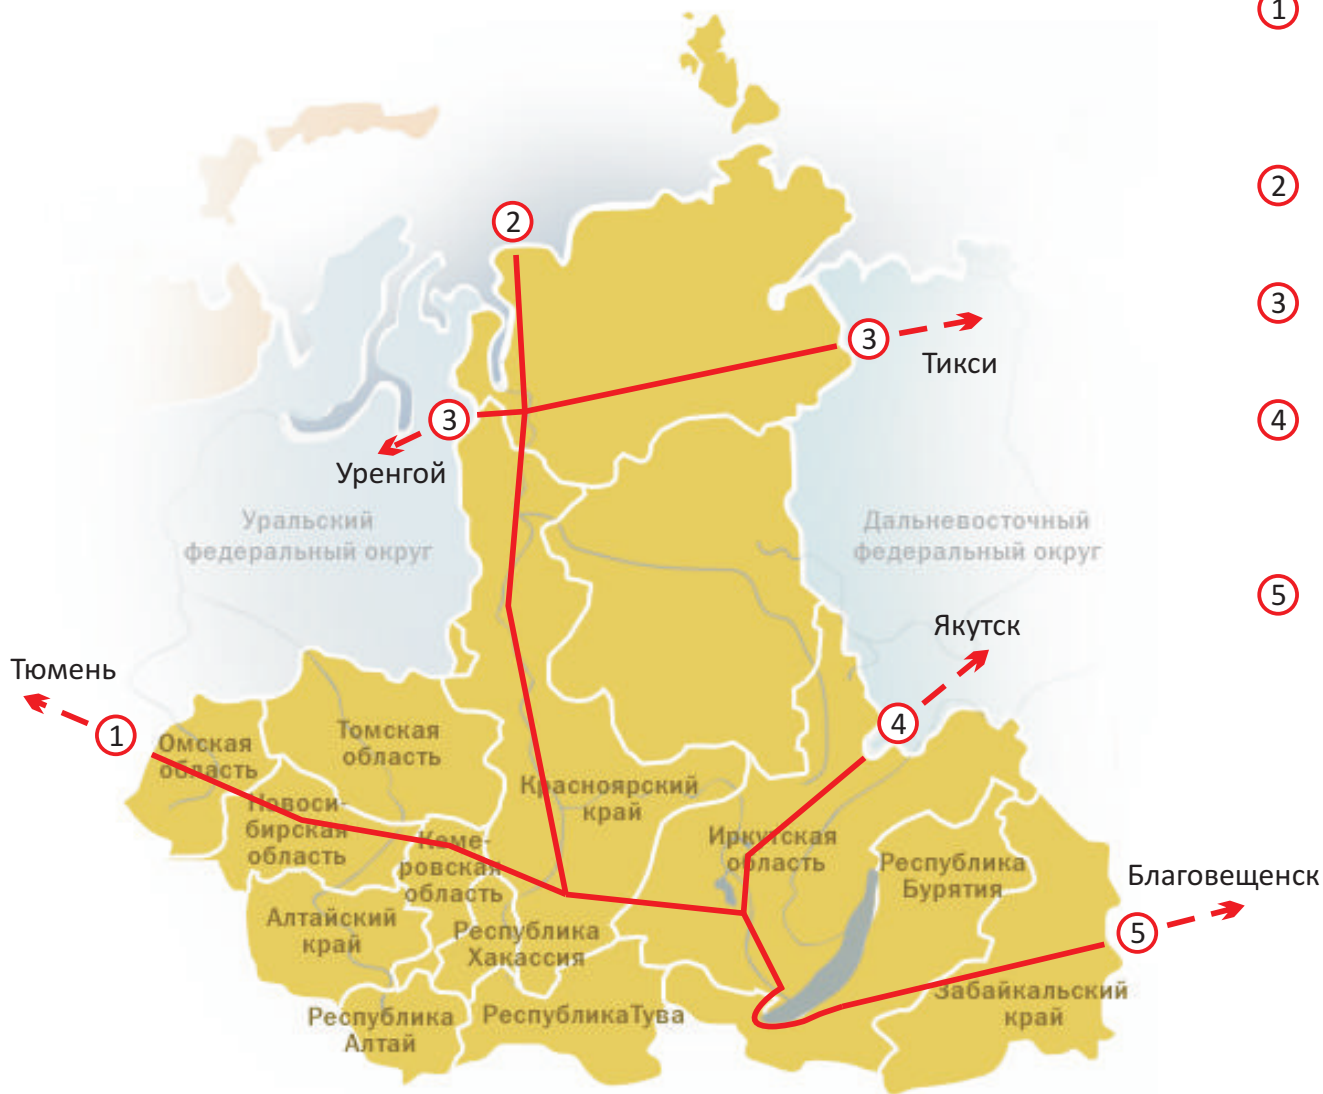 1
2
2
3
3
Тикси
4
3
Уренгой
Уральский
федеральный округ
Дальневосточный
федеральный округ
5
Якутск
Тюмень
1
4
Омская
область
Томская
область
Новоси-
бирская
область
Кеме-
ровская
область
Красноярский
край
Иркутская
область
Республика
Бурятия
Благовещенск
5
Алтайский
край
Республика
Хакассия
Забайкальский
край
Республика
Алтай
РеспубликаТува